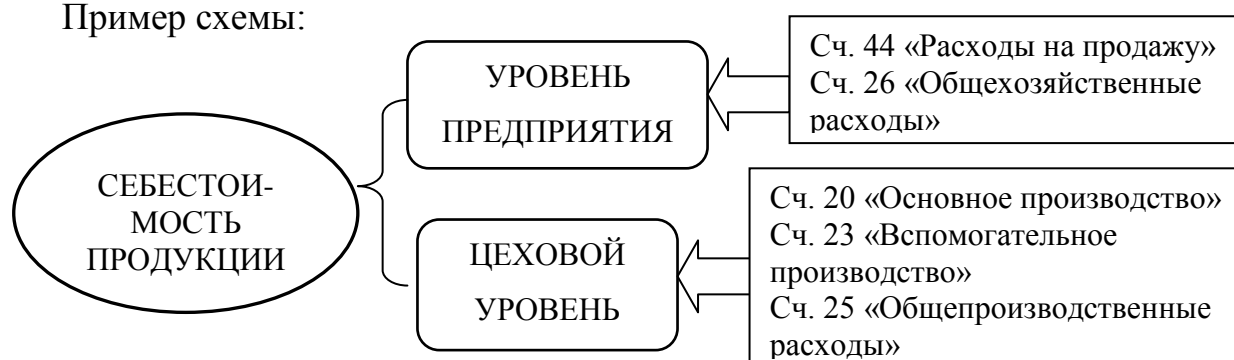 Пример схемы:
СЕБЕСТОИ-
МОСТЬ
ПРОДУКЦИИ
УРОВЕНЬ
ПРЕДПРИЯТИЯ
Сч. 44 «Расходы на продажу»
Сч. 26 «Общехозяйственные
расходы»
ЦЕХОВОЙ
УРОВЕНЬ
Сч. 20 «Основное производство»
Сч. 23 «Вспомогательное
производство»
Сч. 25 «Общепроизводственные
расходы»